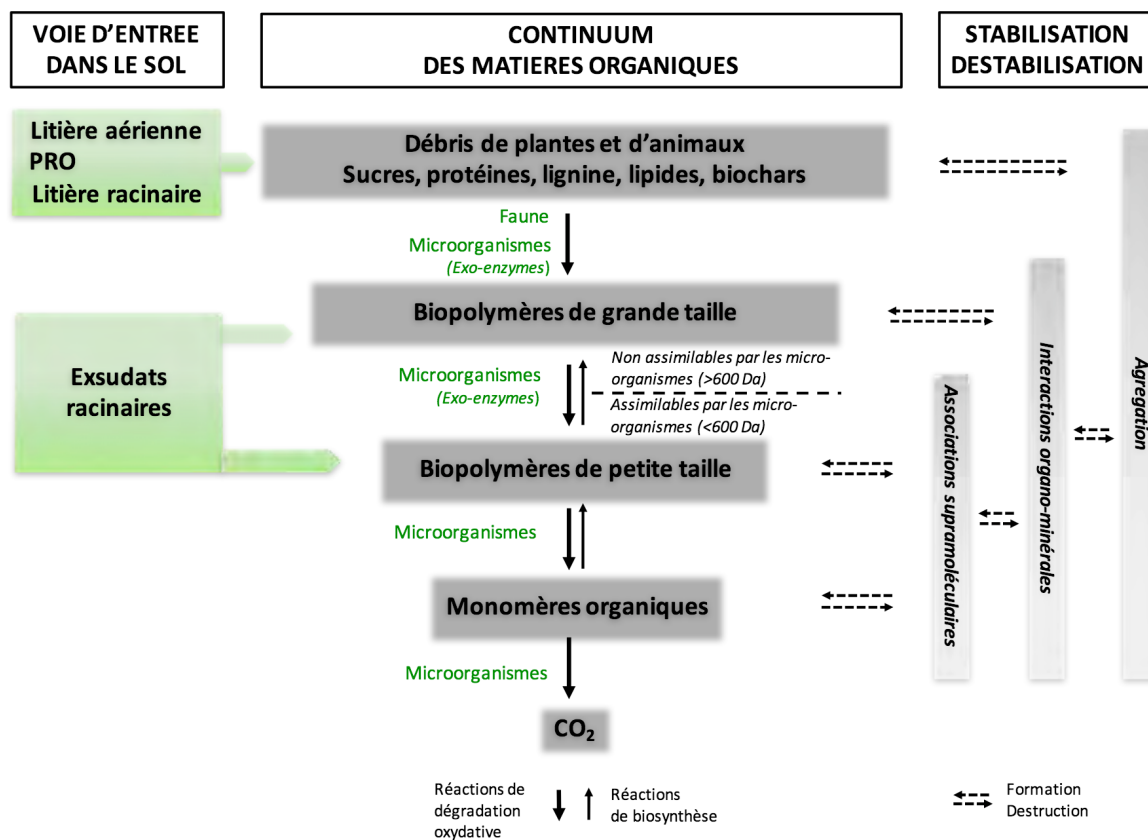 VOIE D'ENTREE
DANS LE SOL
CONTINUUM
DES MATIERES ORGANIQUES
STABILISATION
DESTABILISATION
Litière aérienne
PRO
Litière racinaire
Débris de plantes et d'animaux
Sucres, protéines, lignine, lipides, biochars
Faune
Microorganismes
(Exo-enzymes)
Biopolymères de grande taille
Exsudats
racinaires
Microorganismes
(Exo-enzymes)
Non assimilables par les micro-
organismes (>600 Da)
Assimilables par les micro-
organismes (<600 Da)
Biopolymères de petite taille
Microorganismes
Monomères organiques
Microorganismes
CO₂
Associations supramoléculaires
Interactions organo-minérales
Agregation
Réactions de
dégradation
oxydative
Réactions
de biosynthèse
Formation
Destruction